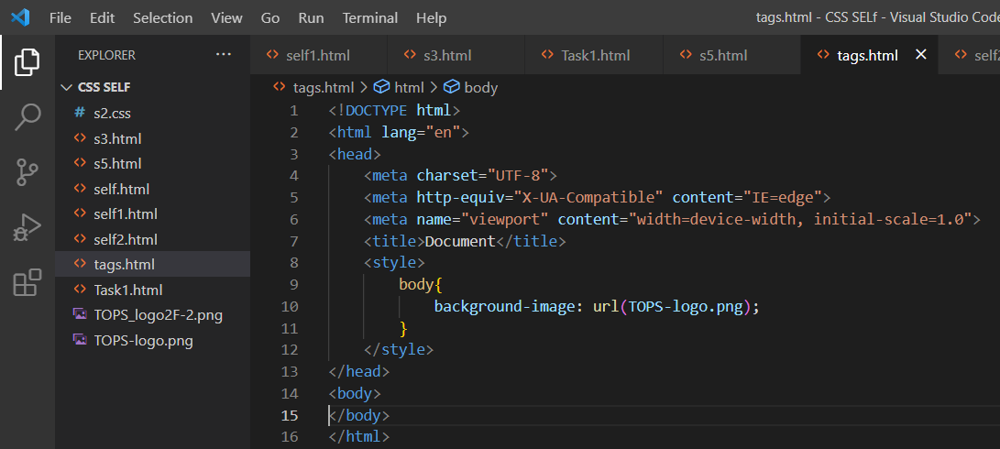 File Edit Selection View Go Run Terminal Help tags.html - CSS SELf - Visual Studio Code
EXPLORER ···
self1.html s3.html Task1.html s5.html tags.html × self2
CSS SELF
tags.html > html > body
s2.css
s3.html
s5.html
self.html
self1.html
self2.html
tags.html
Task1.html
TOPS_logo2F-2.png
TOPS-logo.png
1 <!DOCTYPE html>
2 <html lang="en">
3 <head>
4 <meta charset="UTF-8">
5 <meta http-equiv="X-UA-Compatible" content="IE=edge">
6 <meta name="viewport" content="width=device-width, initial-scale=1.0">
7 <title>Document</title>
8 <style>
9 body{
10 background-image: url(TOPS-logo.png);
11 }
12 </style>
13 </head>
14 <body>
15 </body>
16 </html>